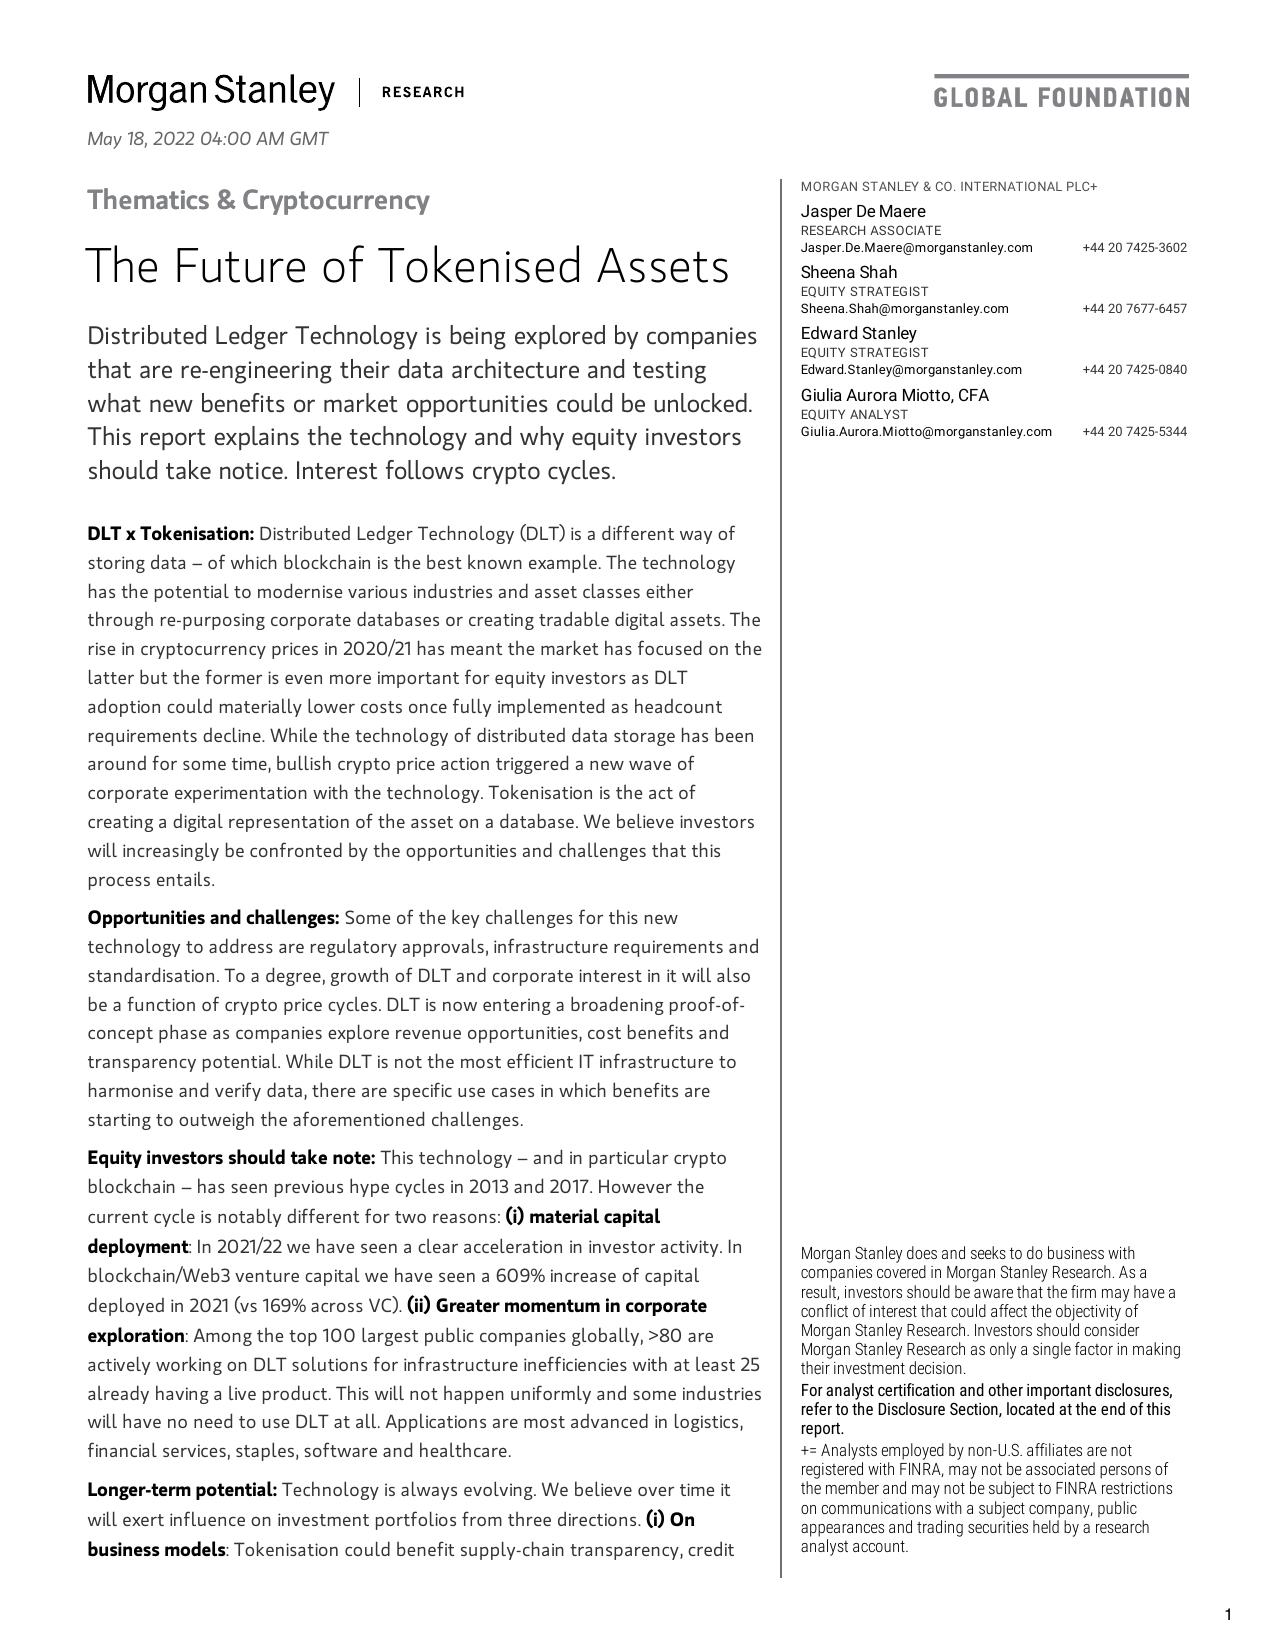 Morgan Stanley | RESEARCH
GLOBAL FOUNDATION
May 18, 2022 04:00 AM GMT
Thematics & Cryptocurrency
The Future of Tokenised Assets
Distributed Ledger Technology is being explored by companies
that are re-engineering their data architecture and testing
what new benefits or market opportunities could be unlocked.
This report explains the technology and why equity investors
should take notice. Interest follows crypto cycles.
DLT x Tokenisation: Distributed Ledger Technology (DLT) is a different way of
storing data – of which blockchain is the best known example. The technology
has the potential to modernise various industries and asset classes either
through re-purposing corporate databases or creating tradable digital assets. The
rise in cryptocurrency prices in 2020/21 has meant the market has focused on the
latter but the former is even more important for equity investors as DLT
adoption could materially lower costs once fully implemented as headcount
requirements decline. While the technology of distributed data storage has been
around for some time, bullish crypto price action triggered a new wave of
corporate experimentation with the technology. Tokenisation is the act of
creating a digital representation of the asset on a database. We believe investors
will increasingly be confronted by the opportunities and challenges that this
process entails.
Opportunities and challenges: Some of the key challenges for this new
technology to address are regulatory approvals, infrastructure requirements and
standardisation. To a degree, growth of DLT and corporate interest in it will also
be a function of crypto price cycles. DLT is now entering a broadening proof-of-
concept phase as companies explore revenue opportunities, cost benefits and
transparency potential. While DLT is not the most efficient IT infrastructure to
harmonise and verify data, there are specific use cases in which benefits are
starting to outweigh the aforementioned challenges.
Equity investors should take note: This technology – and in particular crypto
blockchain – has seen previous hype cycles in 2013 and 2017. However the
current cycle is notably different for two reasons: (i) material capital
deployment: In 2021/22 we have seen a clear acceleration in investor activity. In
blockchain/Web3 venture capital we have seen a 609% increase of capital
deployed in 2021 (vs 169% across VC). (ii) Greater momentum in corporate
exploration: Among the top 100 largest public companies globally, >80 are
actively working on DLT solutions for infrastructure inefficiencies with at least 25
already having a live product. This will not happen uniformly and some industries
will have no need to use DLT at all. Applications are most advanced in logistics,
financial services, staples, software and healthcare.
Longer-term potential: Technology is always evolving. We believe over time it
will exert influence on investment portfolios from three directions. (i) On
business models: Tokenisation could benefit supply-chain transparency, credit
MORGAN STANLEY & CO. INTERNATIONAL PLC+
Jasper De Maere
RESEARCH ASSOCIATE
Jasper.De.Maere@morganstanley.com +44 20 7425-3602
Sheena Shah
EQUITY STRATEGIST
Sheena.Shah@morganstanley.com +44 20 7677-6457
Edward Stanley
EQUITY STRATEGIST
Edward.Stanley@morganstanley.com +44 20 7425-0840
Giulia Aurora Miotto, CFA
EQUITY ANALYST
Giulia.Aurora.Miotto@morganstanley.com +44 20 7425-5344
Morgan Stanley does and seeks to do business with
companies covered in Morgan Stanley Research. As a
result, investors should be aware that the firm may have a
conflict of interest that could affect the objectivity of
Morgan Stanley Research. Investors should consider
Morgan Stanley Research as only a single factor in making
their investment decision.
For analyst certification and other important disclosures,
refer to the Disclosure Section, located at the end of this
report.
+= Analysts employed by non-U.S. affiliates are not
registered with FINRA, may not be associated persons of
the member and may not be subject to FINRA restrictions
on communications with a subject company, public
appearances and trading securities held by a research
analyst account.
1